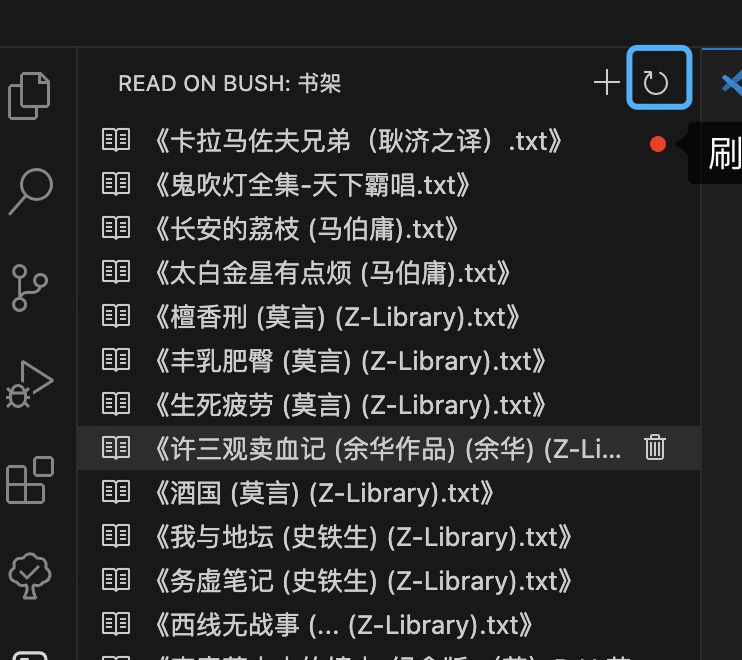 READ ON BUSH: 书架
刷
《卡拉马佐夫兄弟（耿济之译）.txt》
《鬼吹灯全集-天下霸唱.txt》
《长安的荔枝 (马伯庸).txt》
《太白金星有点烦 (马伯庸).txt》
《檀香刑 (莫言) (Z-Library).txt》
《丰乳肥臀 (莫言) (Z-Library).txt》
《生死疲劳 (莫言) (Z-Library).txt》
《许三观卖血记 (余华作品) (余华) (Z-Li...
《酒国 (莫言) (Z-Library).txt》
《我与地坛 (史铁生) (Z-Library).txt》
《务虚笔记 (史铁生) (Z-Library).txt》
《西线无战事 (... (Z-Library).txt》